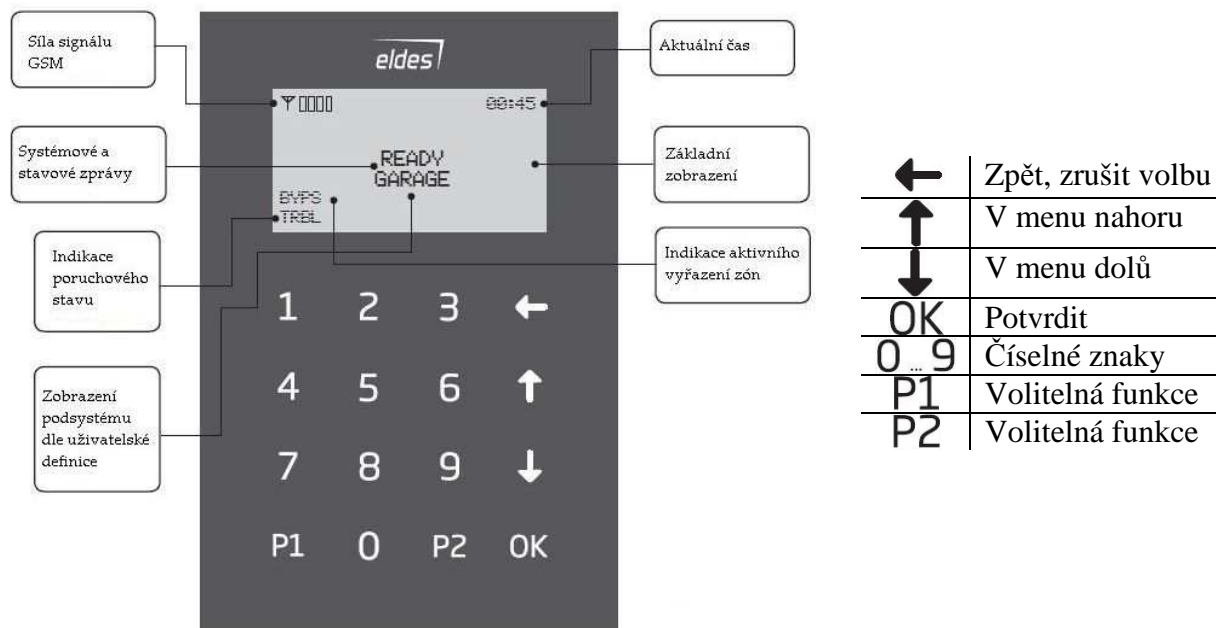 Síla signálu
GSM
Systémové a
stavové zprávy
Indikace
poruchového
stavu
Zobrazení
podsystému
dle uživatelské
definice
eldes
00:45
READY
GARAGE
BYPS
TRBL
1 2 3 ←
4 5 6 ↑
7 8 9 ↓
P1 0 P2 OK
Aktuální čas
Základní
zobrazení
Indikace aktivního
vyřazení zón
← Zpět, zrušit volbu
↑ V menu nahoru
↓ V menu dolů
OK Potvrdit
0 ... 9 Číselné znaky
P1 Volitelná funkce
P2 Volitelná funkce